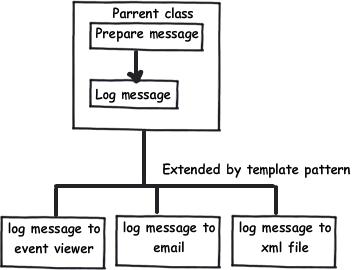 Parrent class
Prepare message
Log message
Extended by template pattern
log message to
event viewer
log message to
email
log message to
xml file